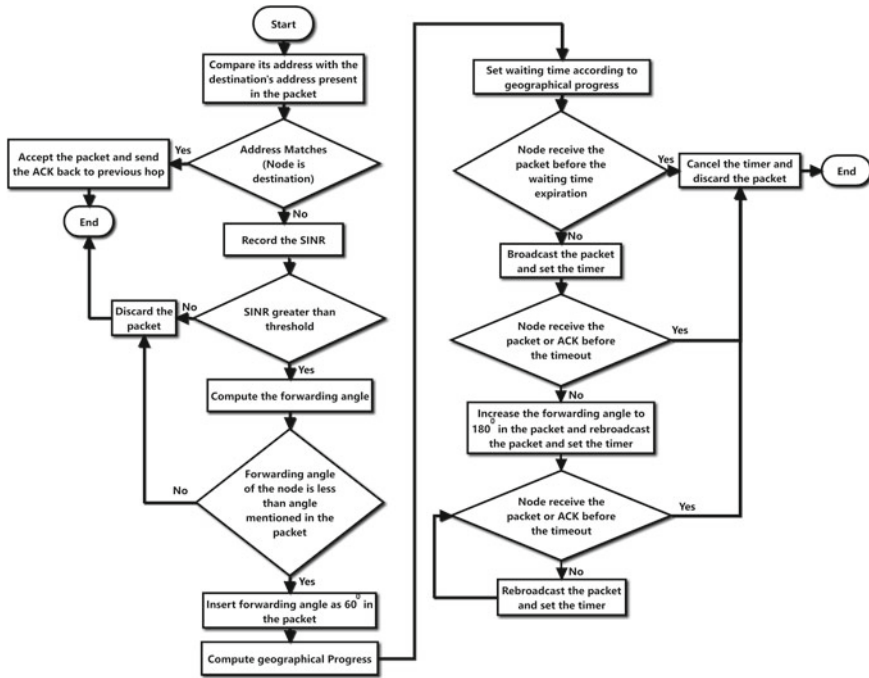 Start
Compare its address with the
destination's address present
in the packet
Address Matches
(Node is
destination)
Yes
Accept the packet and send
the ACK back to previous hop
End
No
Record the SINR
SINR greater than
threshold
No
Discard the
packet
Yes
Compute the forwarding angle
Forwarding angle
of the node is less
than angle
mentioned in the
packet
No
Yes
Insert forwarding angle as 60⁰ in
the packet
Compute geographical Progress
Set waiting time according to
geographical progress
Node receive the
packet before the
waiting time
expiration
Yes
Cancel the timer and
discard the packet
End
No
Broadcast the packet
and set the timer
Node receive the
packet or ACK before
the timeout
Yes
No
Increase the forwarding angle to
180⁰ in the packet and rebroadcast
the packet and set the timer
Node receive the
packet or ACK before
the timeout
Yes
No
Rebroadcast the packet
and set the timer